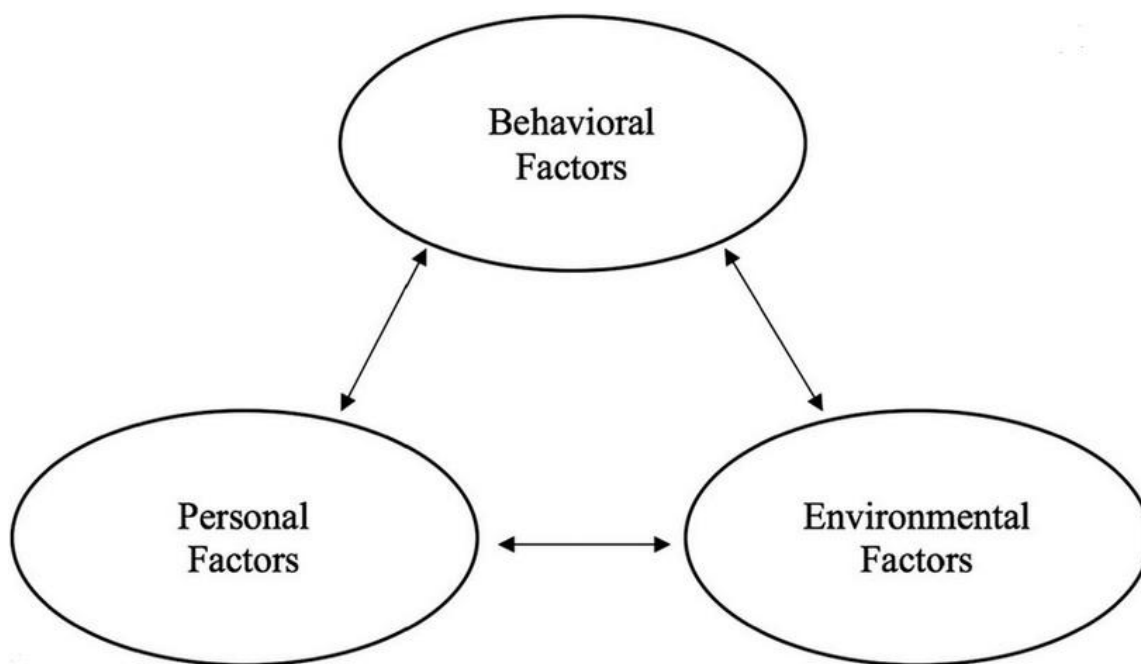 Behavioral
Factors
Personal
Factors
Environmental
Factors